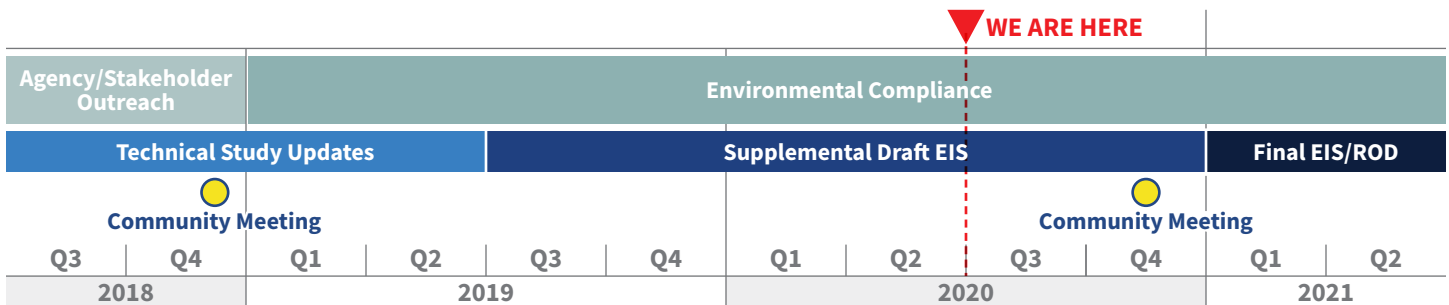 WE ARE HERE
Agency/Stakeholder
Outreach
Environmental Compliance
Technical Study Updates
Supplemental Draft EIS
Final EIS/ROD
Community Meeting
Community Meeting
Q3 Q4 Q1 Q2 Q3 Q4 Q1 Q2 Q3 Q4 Q1 Q2
2018 2019 2020 2021